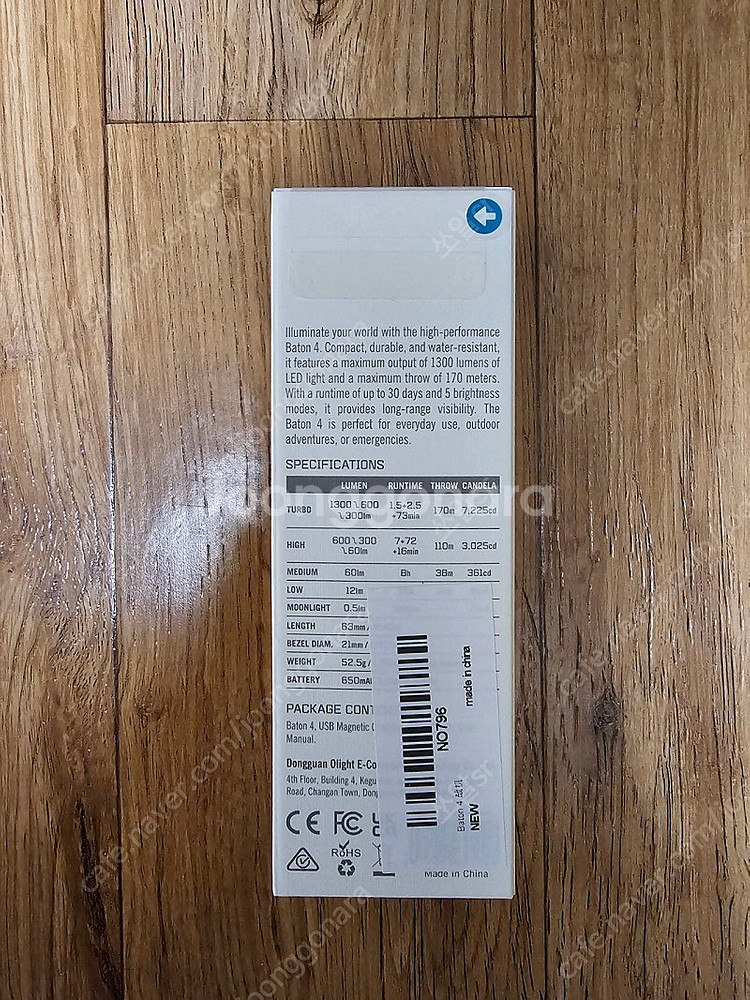 Illuminate your world with the high-performance
Baton 4. Compact, durable, and water-resistant,
it features a maximum output of 1300 lumens of
LED light and a maximum throw of 170 meters.
With a runtime of up to 30 days and 5 brightness
modes, it provides long-range visibility. The
Baton 4 is perfect for everyday use, outdoor
adventures, or emergencies.
SPECIFICATIONS
LUMEN RUNTIME THROW CANDELA
TURBO 1300\600\300lm 1.5+2.5+73min 170m 7,225cd
HIGH 600\300\60lm 7+72+16min 110m 3,025cd
MEDIUM 60lm 8h 38m 361cd
LOW 12lm
MOONLIGHT 0.5lm
LENGTH 63mm/
BEZEL DIAM. 21mm/
WEIGHT 52.5g/
BATTERY 650mA
PACKAGE CONT
Baton 4, USB Magnetic
Manual.
Dongguan Olight E-Co
4th Floor, Building 4, Kegu
Road, Changan Town, Dong
CE FC
RoHS
Made in China
made in china
NO796
Baton 4
NEW
Joonggonara
cafe.naver.com/joonggonara